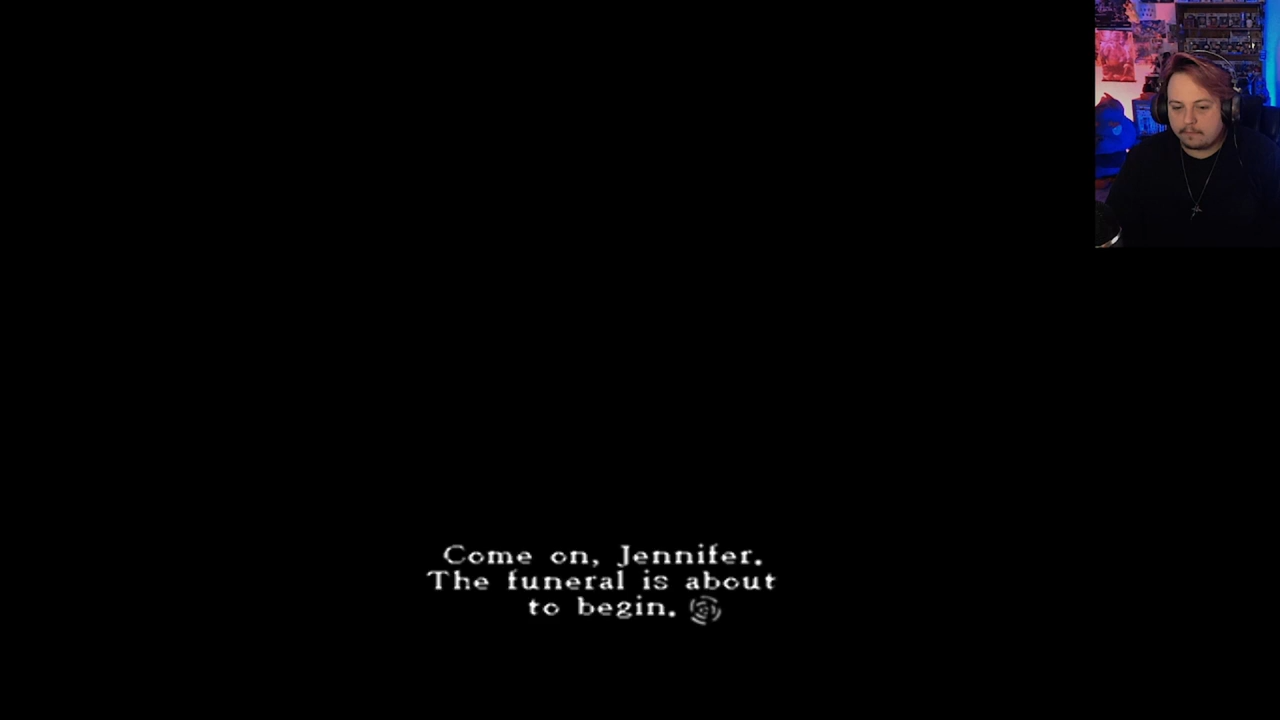 Come on, Jennifer.
The funeral is about
to begin.